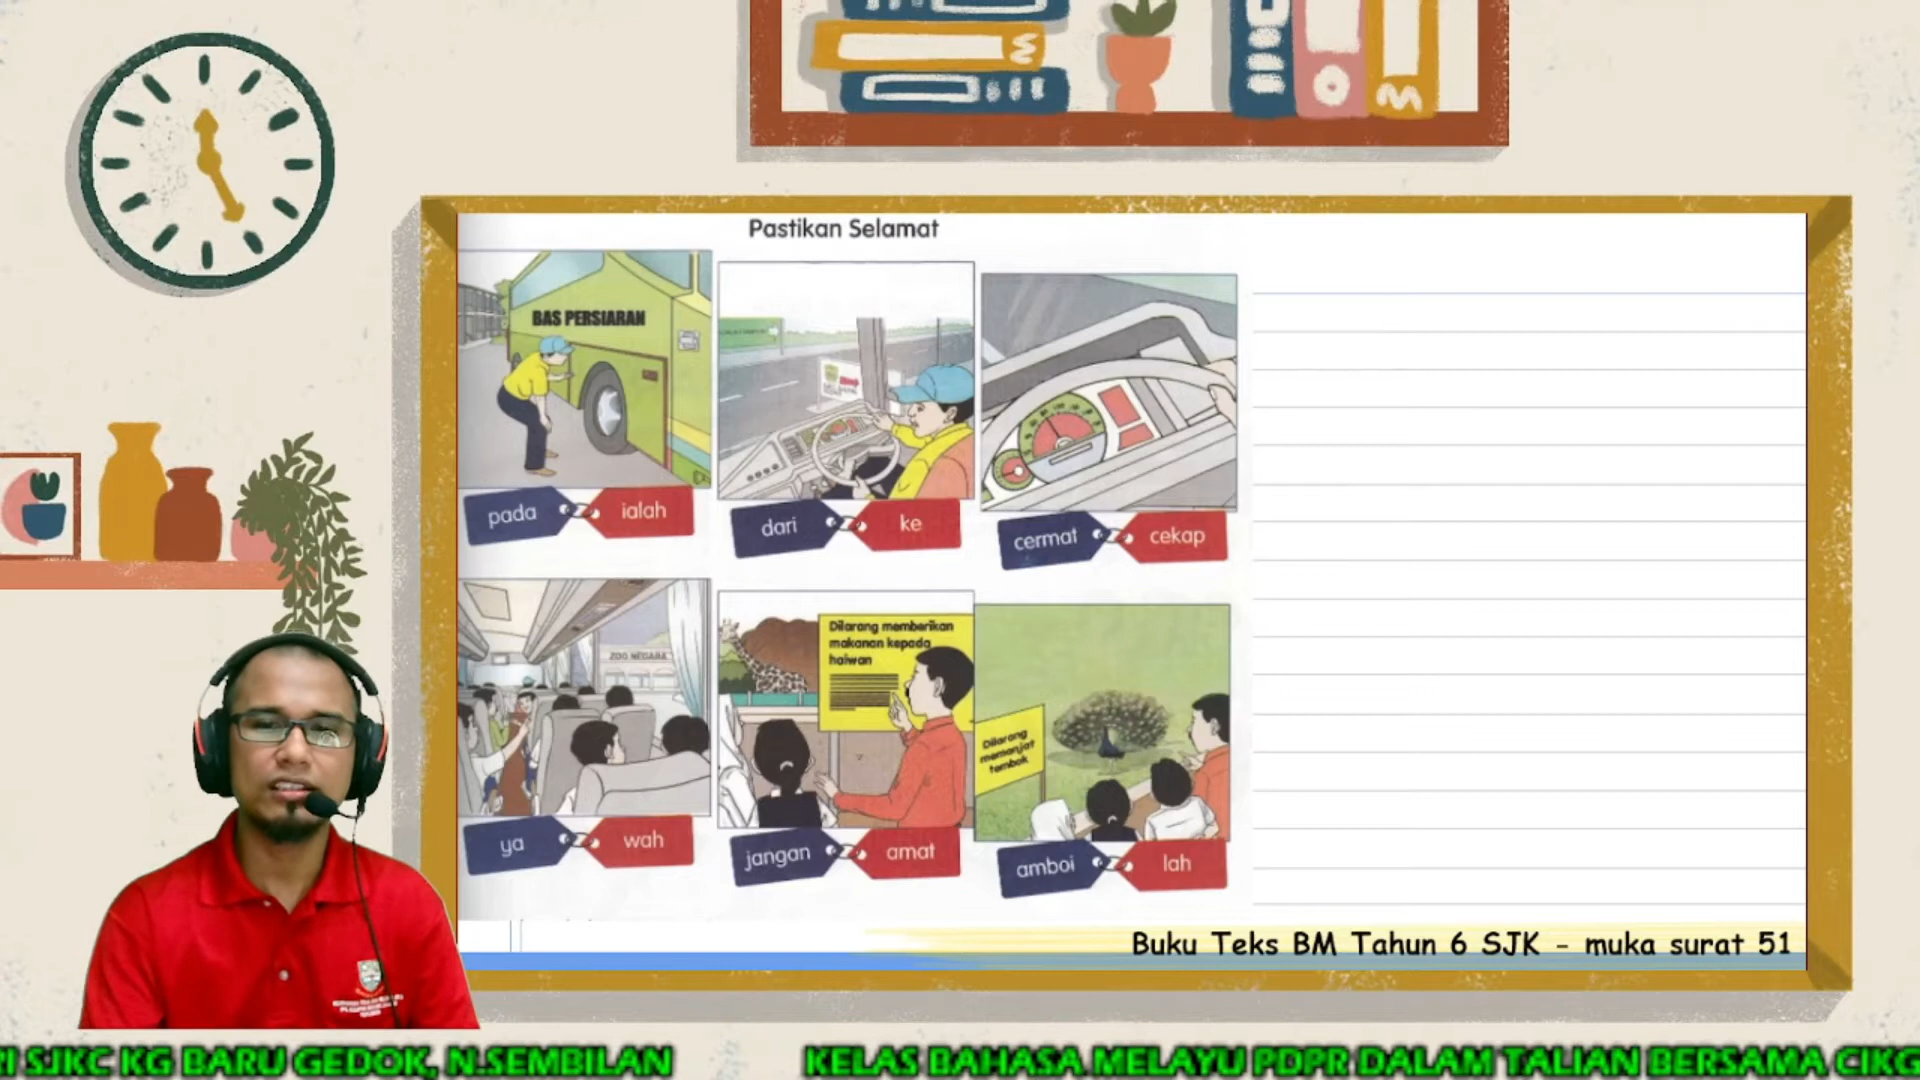 Pastikan Selamat
BAS PERSIARAN
pada
ialah
dari
ke
cermat
cekap
ZOO NEGARA
Dilarang memberikan
makanan kepada
haiwan
Dilarang
memanjat
tembok
ya
wah
jangan
amat
amboi
lah
Buku Teks BM Tahun 6 SJK - muka surat 51
RI SJKC KG BARU GEDOK, N.SEMBILAN
KELAS BAHASA MELAYU PDPR DALAM TALIAN BERSAMA CIKG